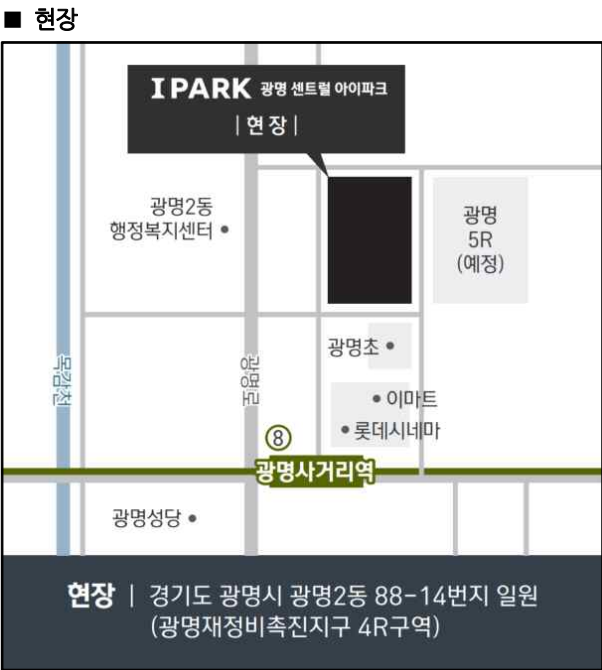 ■ 현장
IPARK 광명 센트럴 아이파크
| 현 장 |
광명2동
행정복지센터
광명
5R
(예정)
목감천
광명로
광명초
이마트
롯데시네마
8
광명사거리역
광명성당
현장 | 경기도 광명시 광명2동 88-14번지 일원
(광명재정비촉진지구 4R구역)